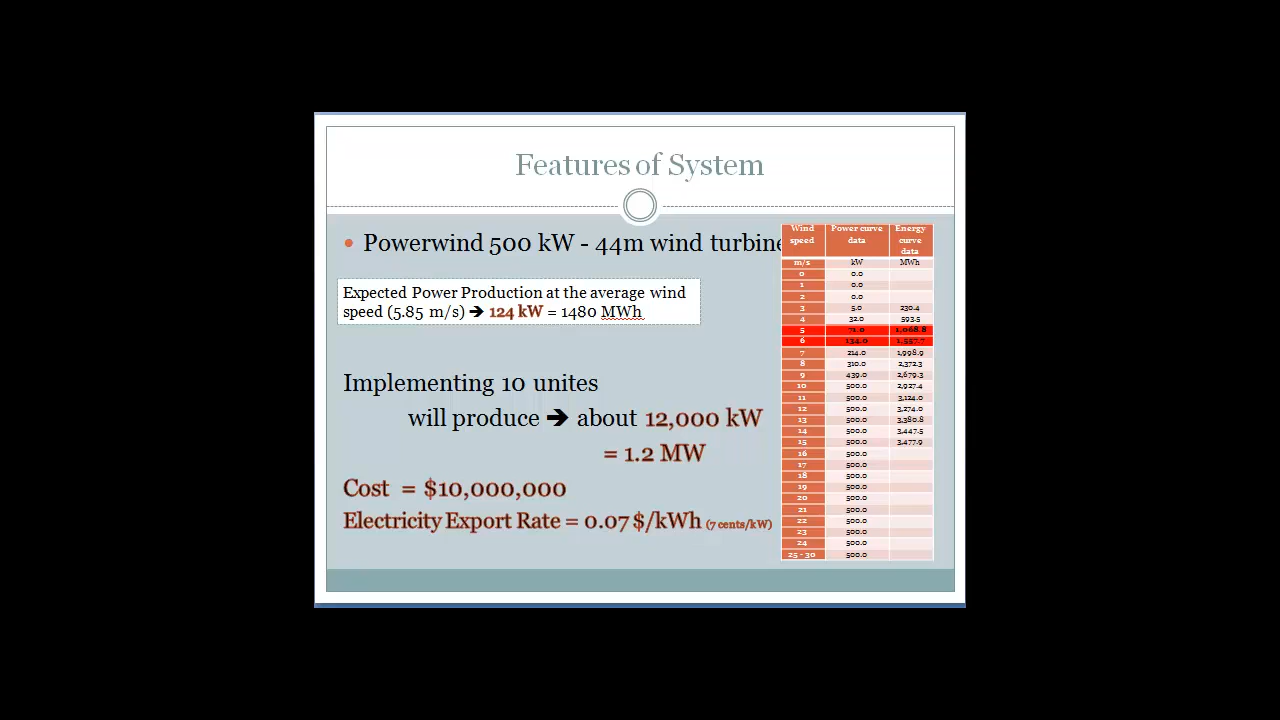 Features of System
• Powerwind 500 kW - 44m wind turbine
Expected Power Production at the average wind
speed (5.85 m/s) ➔ 124 kW = 1480 MWh
Implementing 10 unites
will produce ➔ about 12,000 kW
= 1.2 MW
Cost = $10,000,000
Electricity Export Rate = 0.07 $/kWh (7 cents/kW)
Wind speed Power curve data Energy curve data
m/s kW MWh
0 0.0
1 0.0
2 0.0
3 5.0 230.4
4 32.0 593.5
5 71.0 1,068.8
6 134.0 1,557.7
7 214.0 1,998.9
8 310.0 2,372.3
9 439.0 2,679.3
10 500.0 2,927.4
11 500.0 3,124.0
12 500.0 3,274.0
13 500.0 3,380.8
14 500.0 3,447.5
15 500.0 3,477.9
16 500.0
17 500.0
18 500.0
19 500.0
20 500.0
21 500.0
22 500.0
23 500.0
24 500.0
25 - 30 500.0